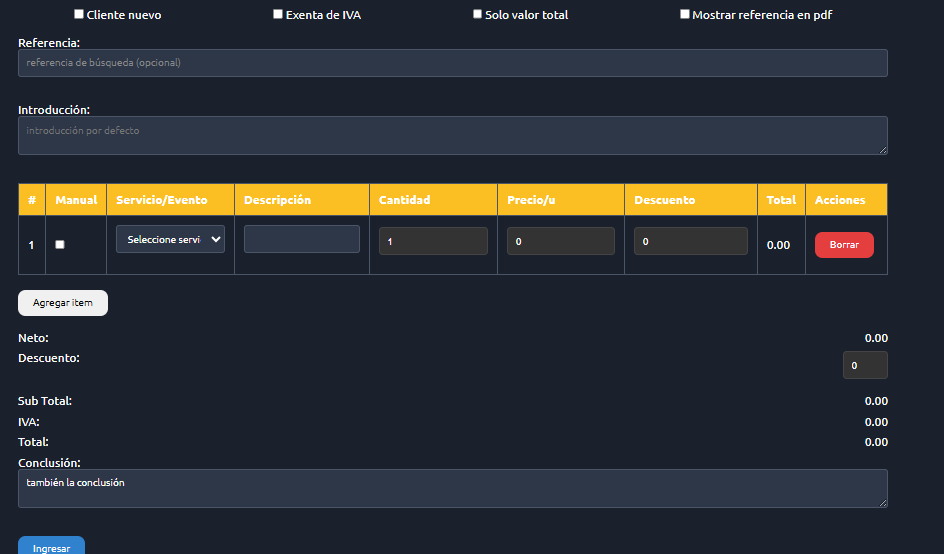 Cliente nuevo Exenta de IVA Solo valor total Mostrar referencia en pdf
Referencia:
referencia de búsqueda (opcional)
Introducción:
introducción por defecto
# Manual Servicio/Evento Descripción Cantidad Precio/u Descuento Total Acciones
1 Seleccione servi 1 0 0 0.00 Borrar
Agregar item
Neto: 0.00
Descuento: 0
Sub Total: 0.00
IVA: 0.00
Total: 0.00
Conclusión:
también la conclusión
Ingresar